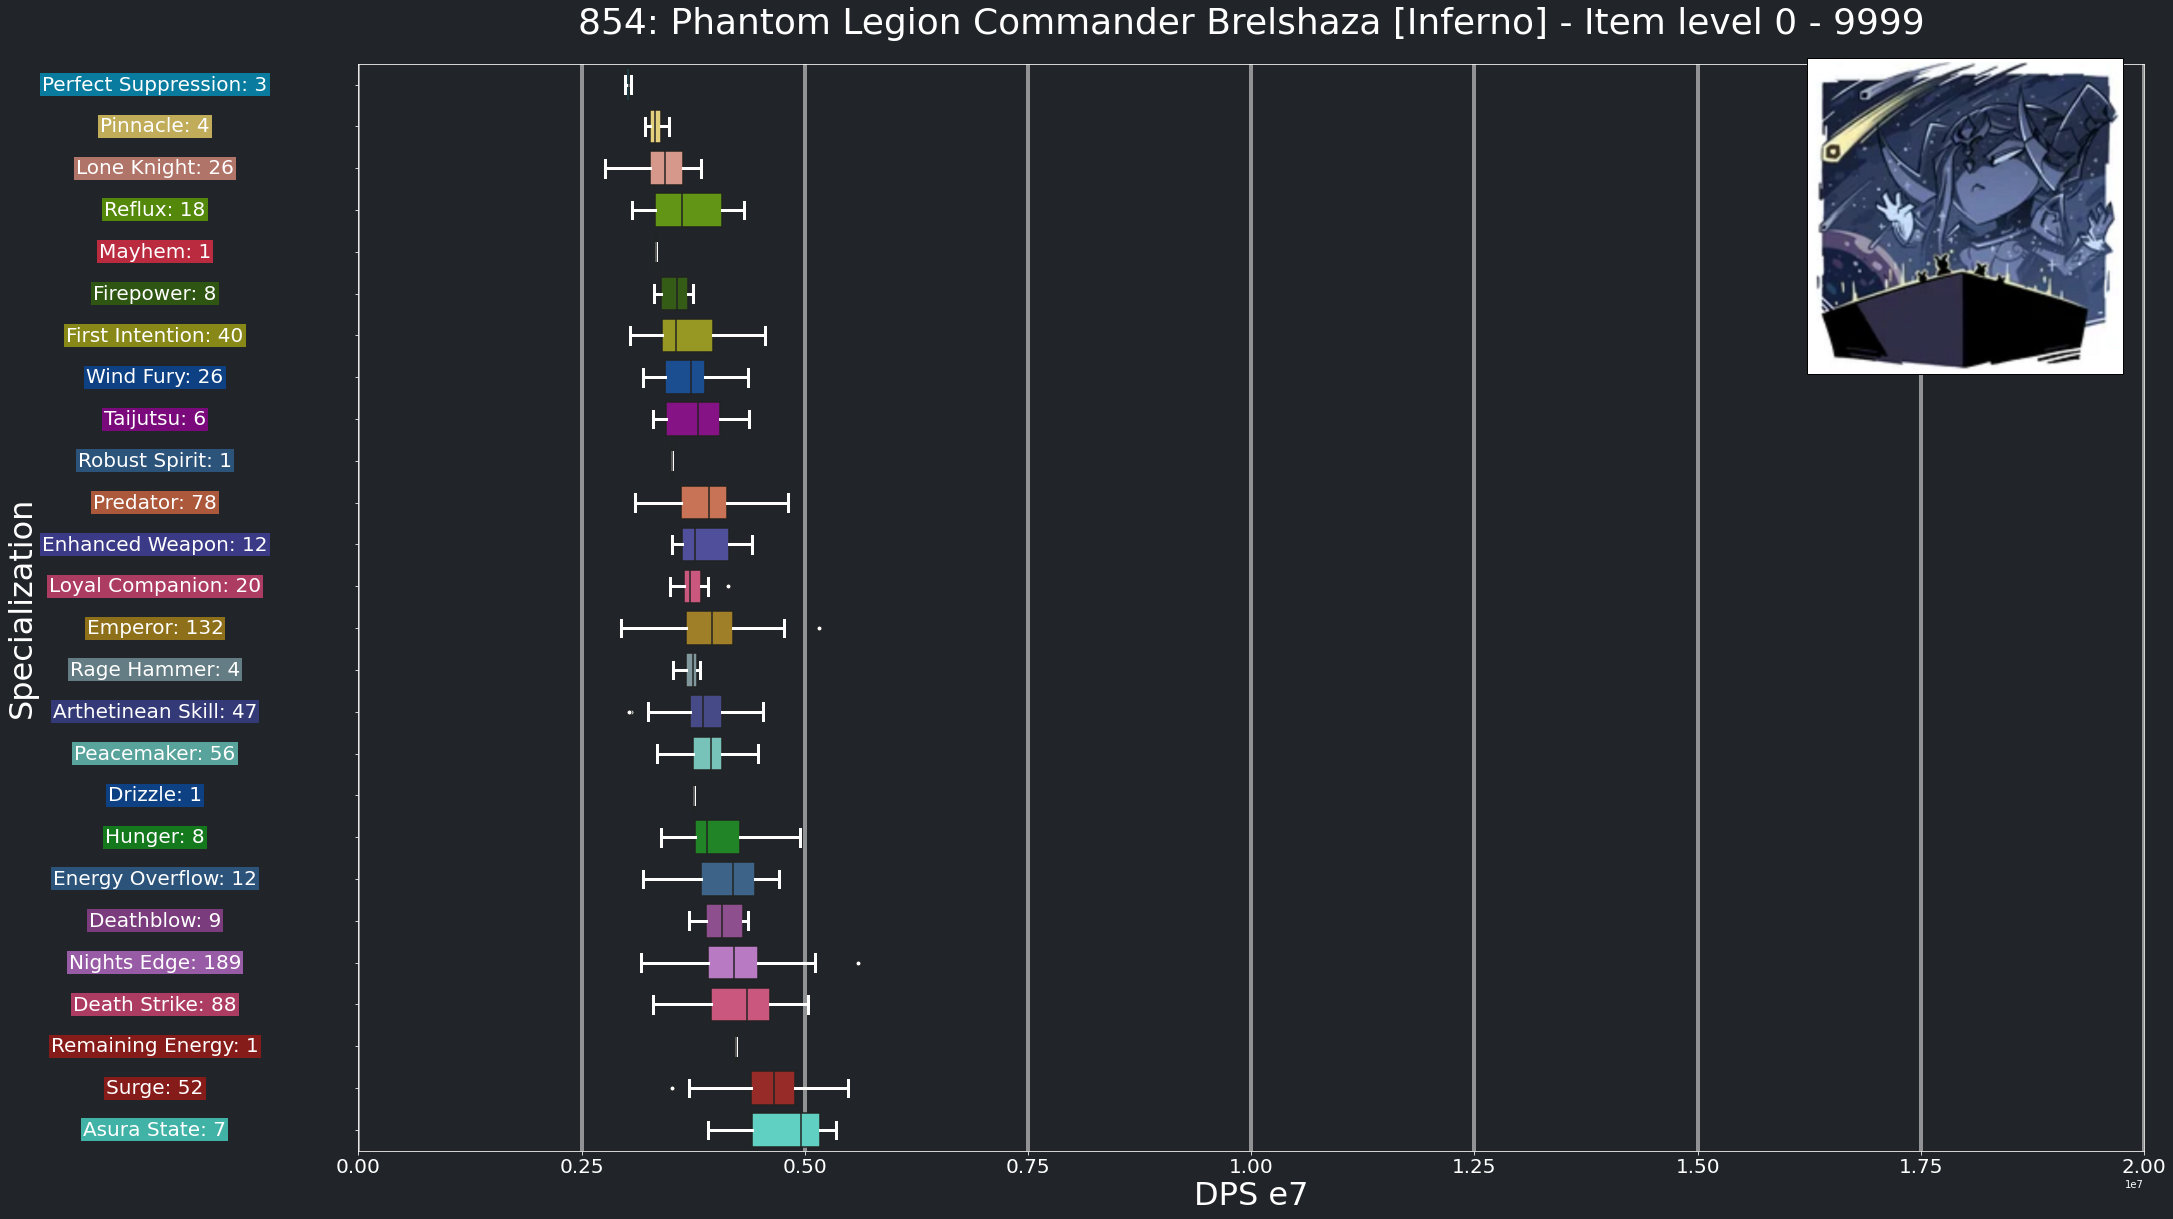 854: Phantom Legion Commander Brelshaza [Inferno] - Item level 0 - 9999
Specialization
Perfect Suppression: 3
Pinnacle: 4
Lone Knight: 26
Reflux: 18
Mayhem: 1
Firepower: 8
First Intention: 40
Wind Fury: 26
Taijutsu: 6
Robust Spirit: 1
Predator: 78
Enhanced Weapon: 12
Loyal Companion: 20
Emperor: 132
Rage Hammer: 4
Arthetinean Skill: 47
Peacemaker: 56
Drizzle: 1
Hunger: 8
Energy Overflow: 12
Deathblow: 9
Nights Edge: 189
Death Strike: 88
Remaining Energy: 1
Surge: 52
Asura State: 7
0.00 0.25 0.50 0.75 1.00 1.25 1.50 1.75 2.00
1e7
DPS e7